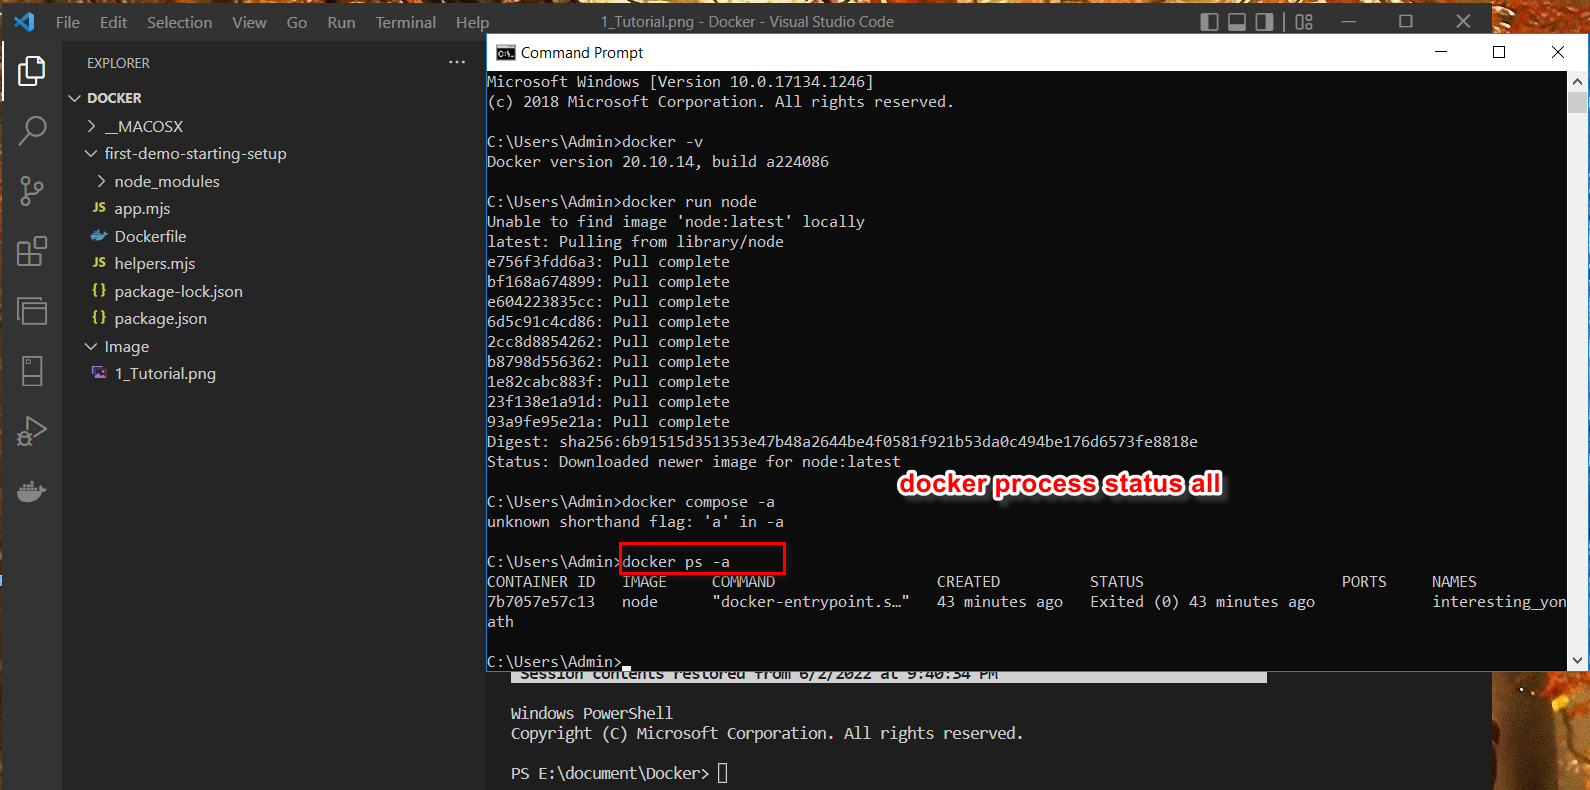 File Edit Selection View Go Run Terminal Help 1_Tutorial.png - Docker - Visual Studio Code
EXPLORER
DOCKER
__MACOSX
first-demo-starting-setup
node_modules
JS app.mjs
Dockerfile
JS helpers.mjs
{} package-lock.json
{} package.json
Image
1_Tutorial.png
Command Prompt
Microsoft Windows [Version 10.0.17134.1246]
(c) 2018 Microsoft Corporation. All rights reserved.
C:\Users\Admin>docker -v
Docker version 20.10.14, build a224086
C:\Users\Admin>docker run node
Unable to find image 'node:latest' locally
latest: Pulling from library/node
e756f3fdd6a3: Pull complete
bf168a674899: Pull complete
e604223835cc: Pull complete
6d5c91c4cd86: Pull complete
2cc8d8854262: Pull complete
b8798d556362: Pull complete
1e82cabc883f: Pull complete
23f138e1a91d: Pull complete
93a9fe95e21a: Pull complete
Digest: sha256:6b91515d351353e47b48a2644be4f0581f921b53da0c494be176d6573fe8818e
Status: Downloaded newer image for node:latest
docker process status all
C:\Users\Admin>docker compose -a
unknown shorthand flag: 'a' in -a
C:\Users\Admin>docker ps -a
CONTAINER ID IMAGE COMMAND CREATED STATUS PORTS NAMES
7b7057e57c13 node "docker-entrypoint.s…" 43 minutes ago Exited (0) 43 minutes ago interesting_yon
ath
C:\Users\Admin>
Session contents restored from 6/2/2022 at 9:40:34 PM
Windows PowerShell
Copyright (C) Microsoft Corporation. All rights reserved.
PS E:\document\Docker>